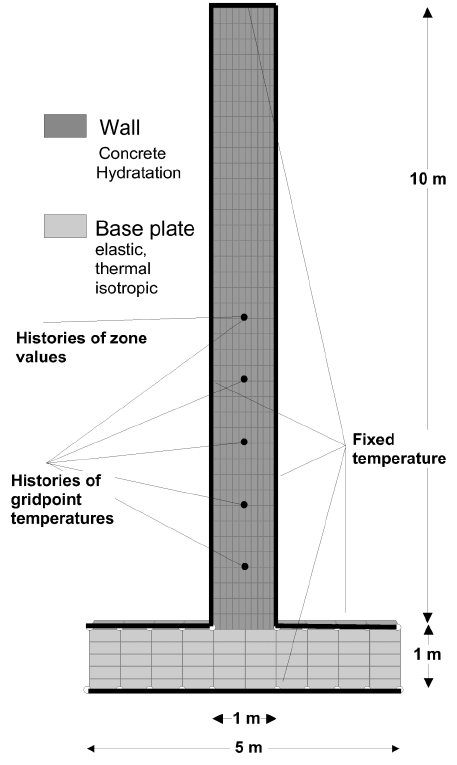 Wall
Concrete
Hydratation
10 m
Base plate
elastic,
thermal
isotropic
Histories of zone
values
Fixed
temperature
Histories of
gridpoint
temperatures
1 m
1 m
5 m